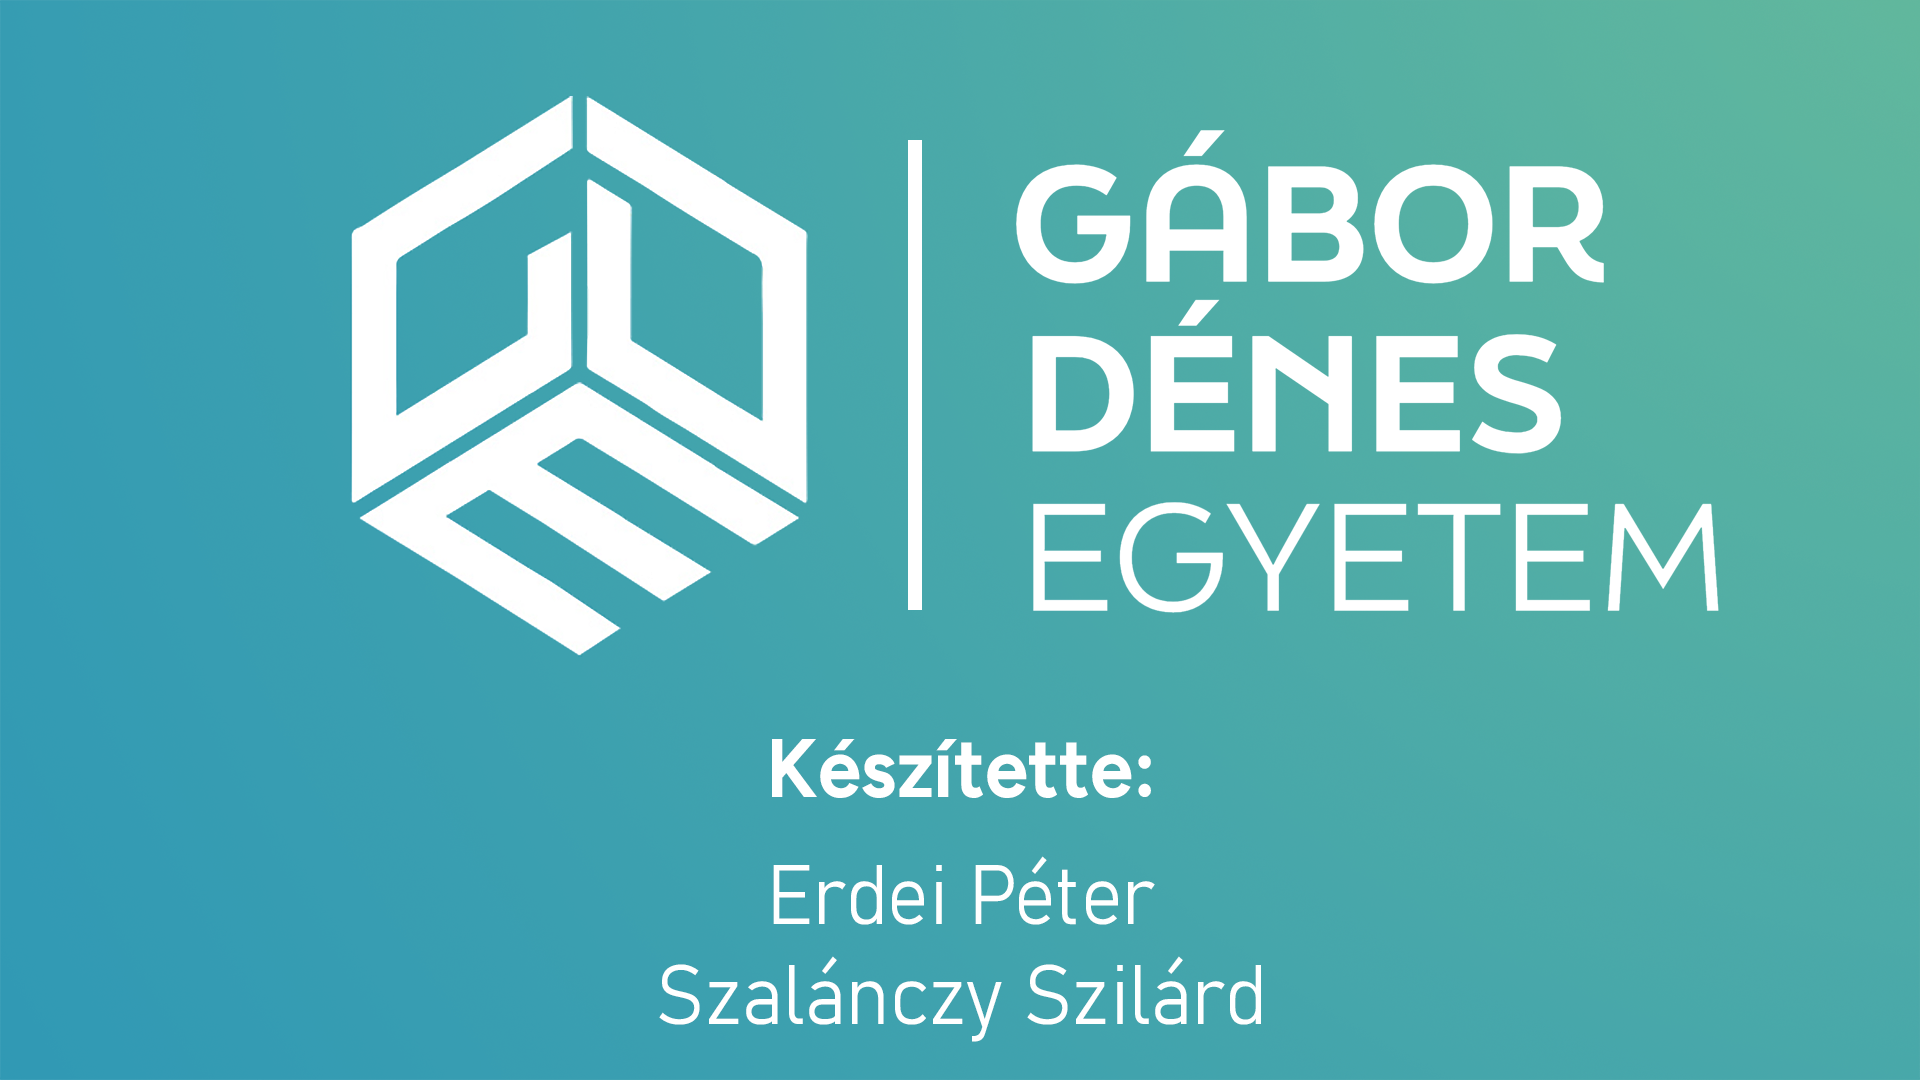 GÁBOR
DÉNES
EGYETEM
Készítette:
Erdei Péter
Szalánczy Szilárd